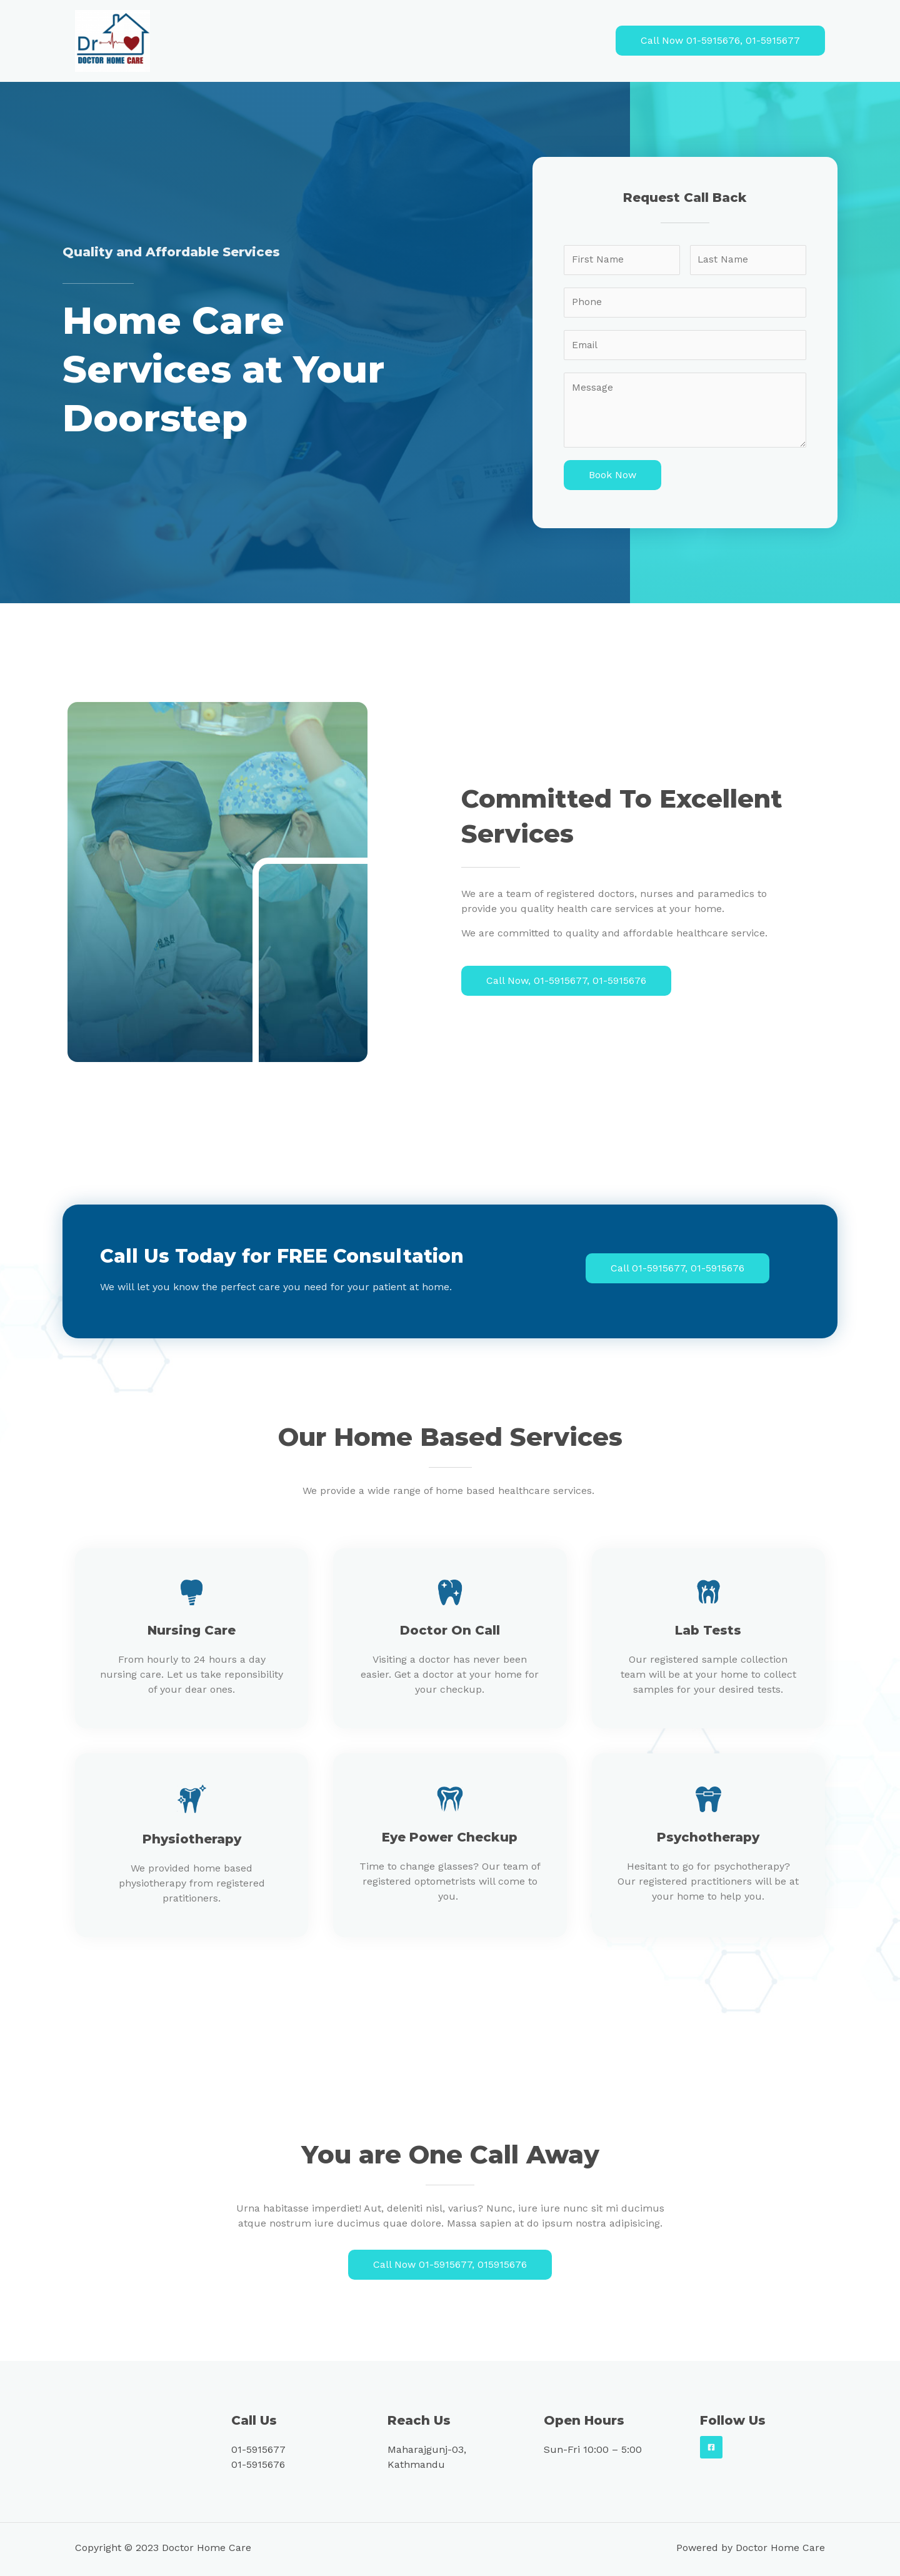 Dr
DOCTOR HOME CARE
Call Now 01-5915676, 01-5915677
Quality and Affordable Services
Home Care
Services at Your
Doorstep
Request Call Back
First Name
Last Name
Phone
Email
Message
Book Now
Committed To Excellent
Services
We are a team of registered doctors, nurses and paramedics to
provide you quality health care services at your home.
We are committed to quality and affordable healthcare service.
Call Now, 01-5915677, 01-5915676
Call Us Today for FREE Consultation
We will let you know the perfect care you need for your patient at home.
Call 01-5915677, 01-5915676
Our Home Based Services
We provide a wide range of home based healthcare services.
Nursing Care
From hourly to 24 hours a day
nursing care. Let us take reponsibility
of your dear ones.
Doctor On Call
Visiting a doctor has never been
easier. Get a doctor at your home for
your checkup.
Lab Tests
Our registered sample collection
team will be at your home to collect
samples for your desired tests.
Physiotherapy
We provided home based
physiotherapy from registered
pratitioners.
Eye Power Checkup
Time to change glasses? Our team of
registered optometrists will come to
you.
Psychotherapy
Hesitant to go for psychotherapy?
Our registered practitioners will be at
your home to help you.
You are One Call Away
Urna habitasse imperdiet! Aut, deleniti nisl, varius? Nunc, iure iure nunc sit mi ducimus
atque nostrum iure ducimus quae dolore. Massa sapien at do ipsum nostra adipisicing.
Call Now 01-5915677, 015915676
Call Us
01-5915677
01-5915676
Reach Us
Maharajgunj-03,
Kathmandu
Open Hours
Sun-Fri 10:00 – 5:00
Follow Us
Copyright © 2023 Doctor Home Care
Powered by Doctor Home Care